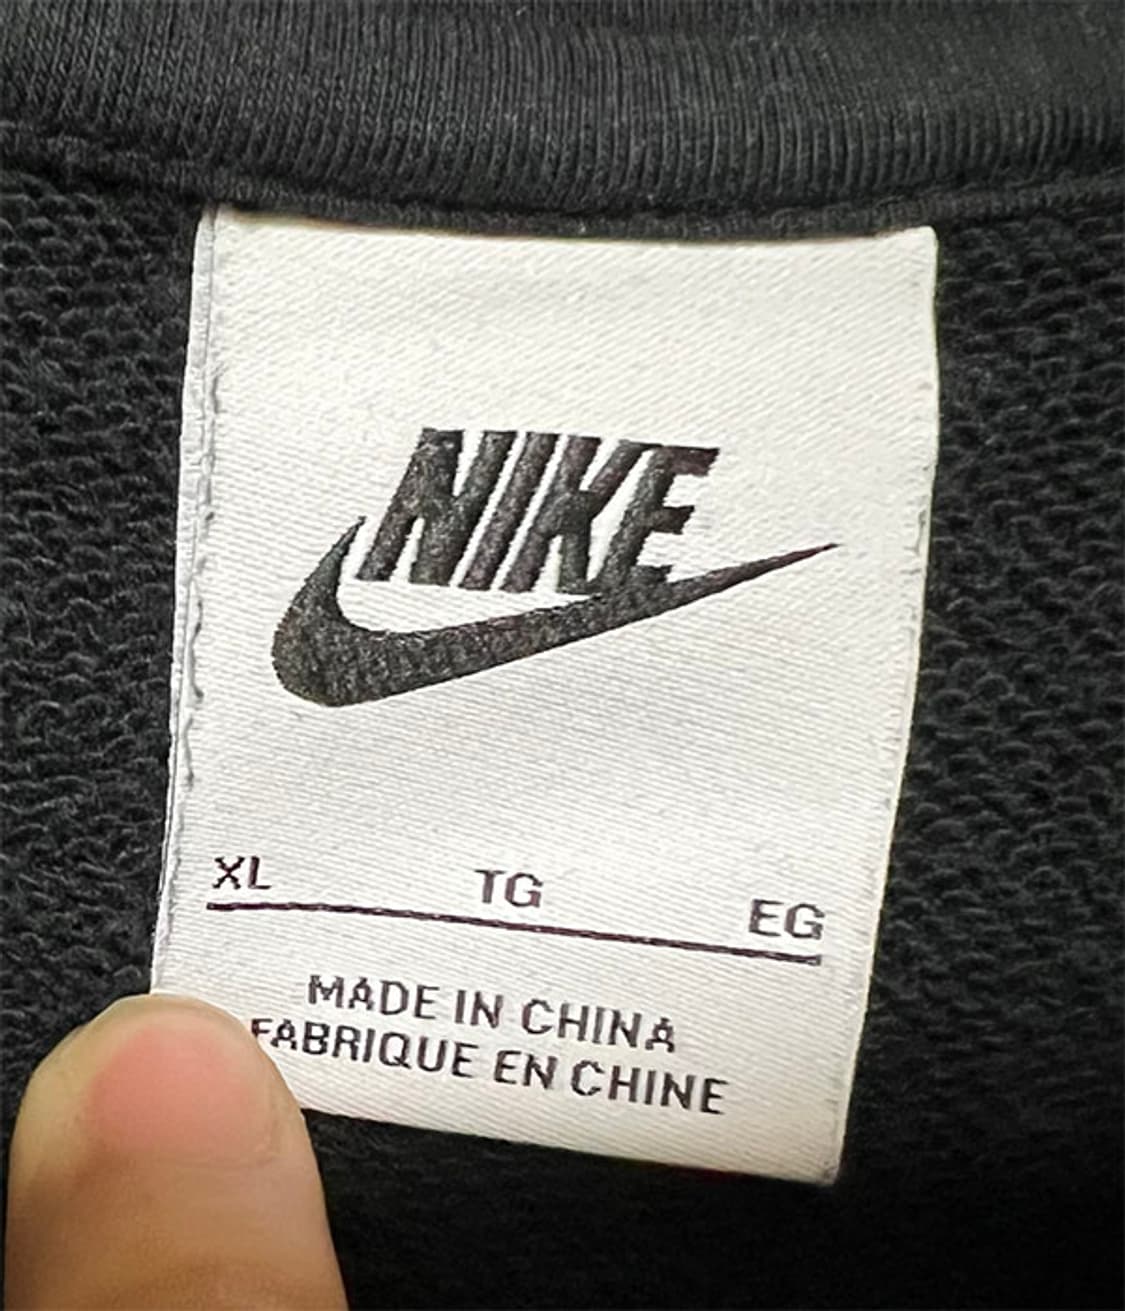 NIKE
XL TG EG
MADE IN CHINA
FABRIQUE EN CHINE